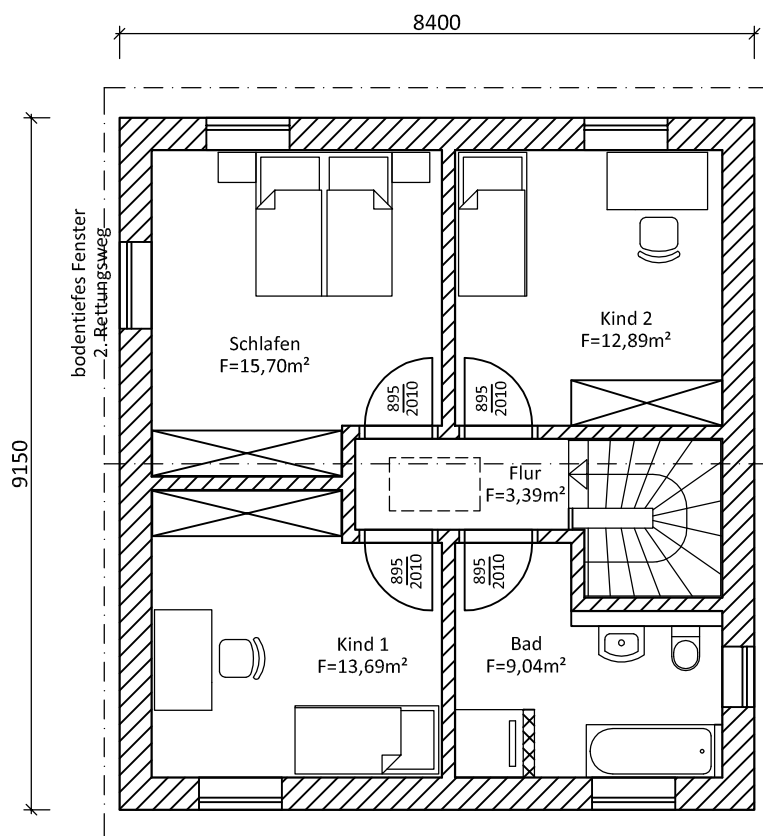 8400
9150
bodentiefes Fenster
2. Rettungsweg
Schlafen
F=15,70m²
Kind 2
F=12,89m²
895
2010
895
2010
Flur
F=3,39m²
895
2010
895
2010
Kind 1
F=13,69m²
Bad
F=9,04m²